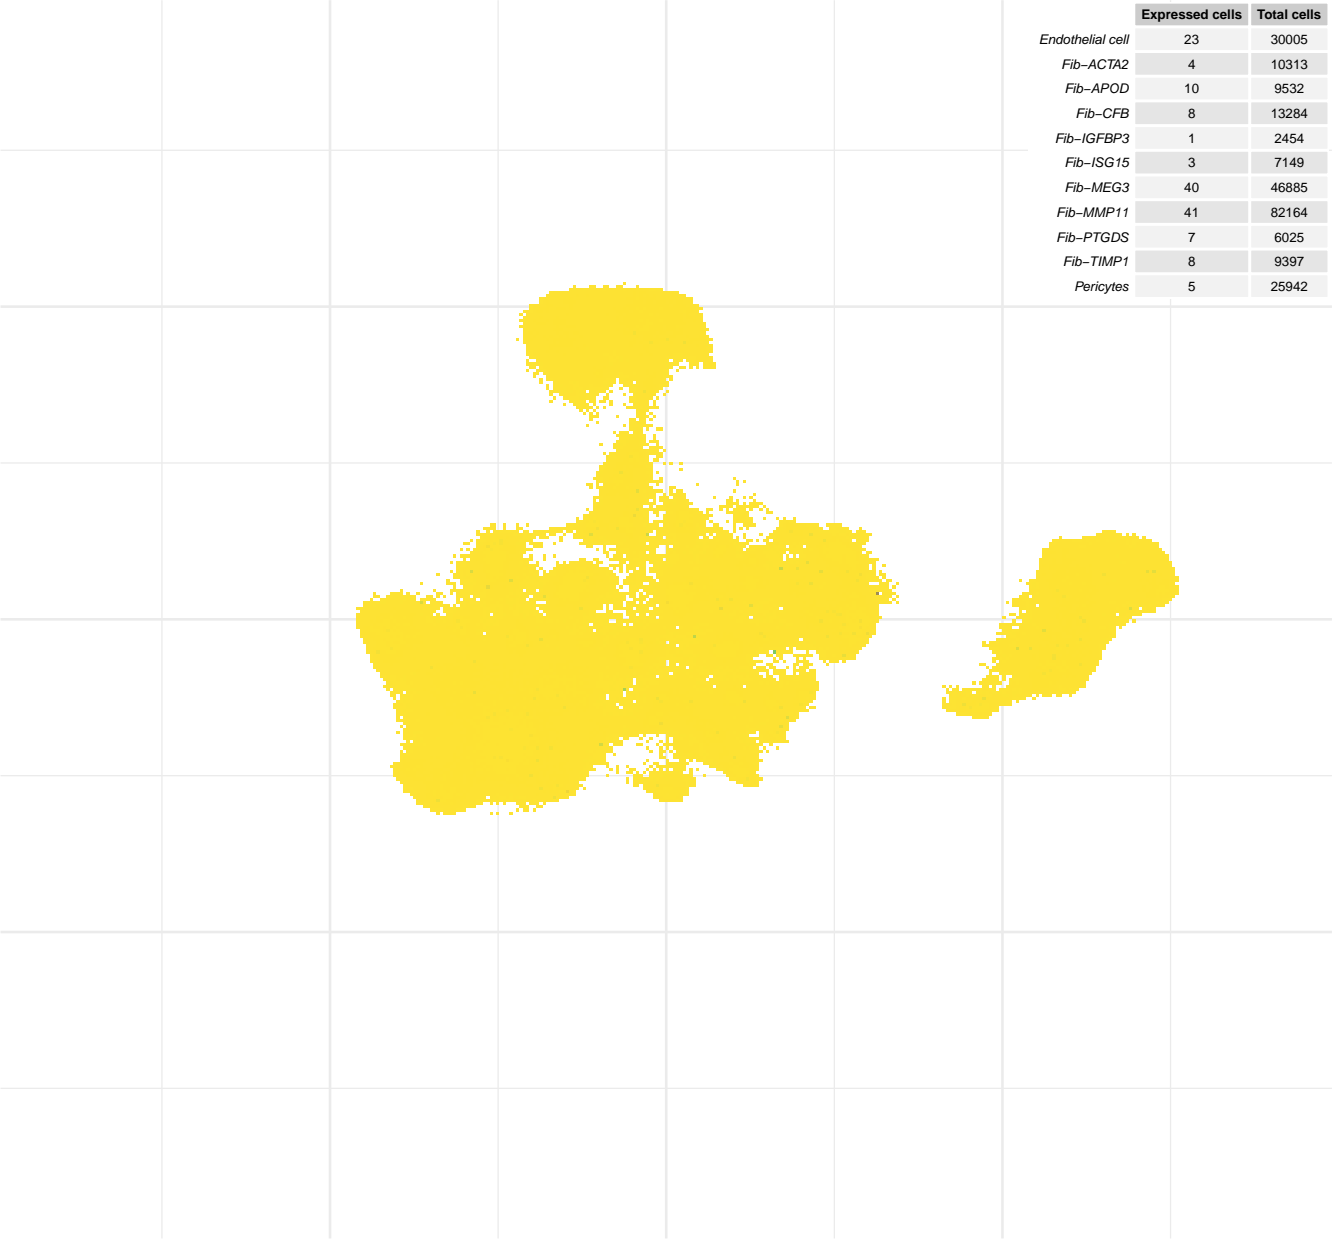 Expressed cells Total cells
Endothelial cell 23 30005
Fib−ACTA2 4 10313
Fib−APOD 10 9532
Fib−CFB 8 13284
Fib−IGFBP3 1 2454
Fib−ISG15 3 7149
Fib−MEG3 40 46885
Fib−MMP11 41 82164
Fib−PTGDS 7 6025
Fib−TIMP1 8 9397
Pericytes 5 25942